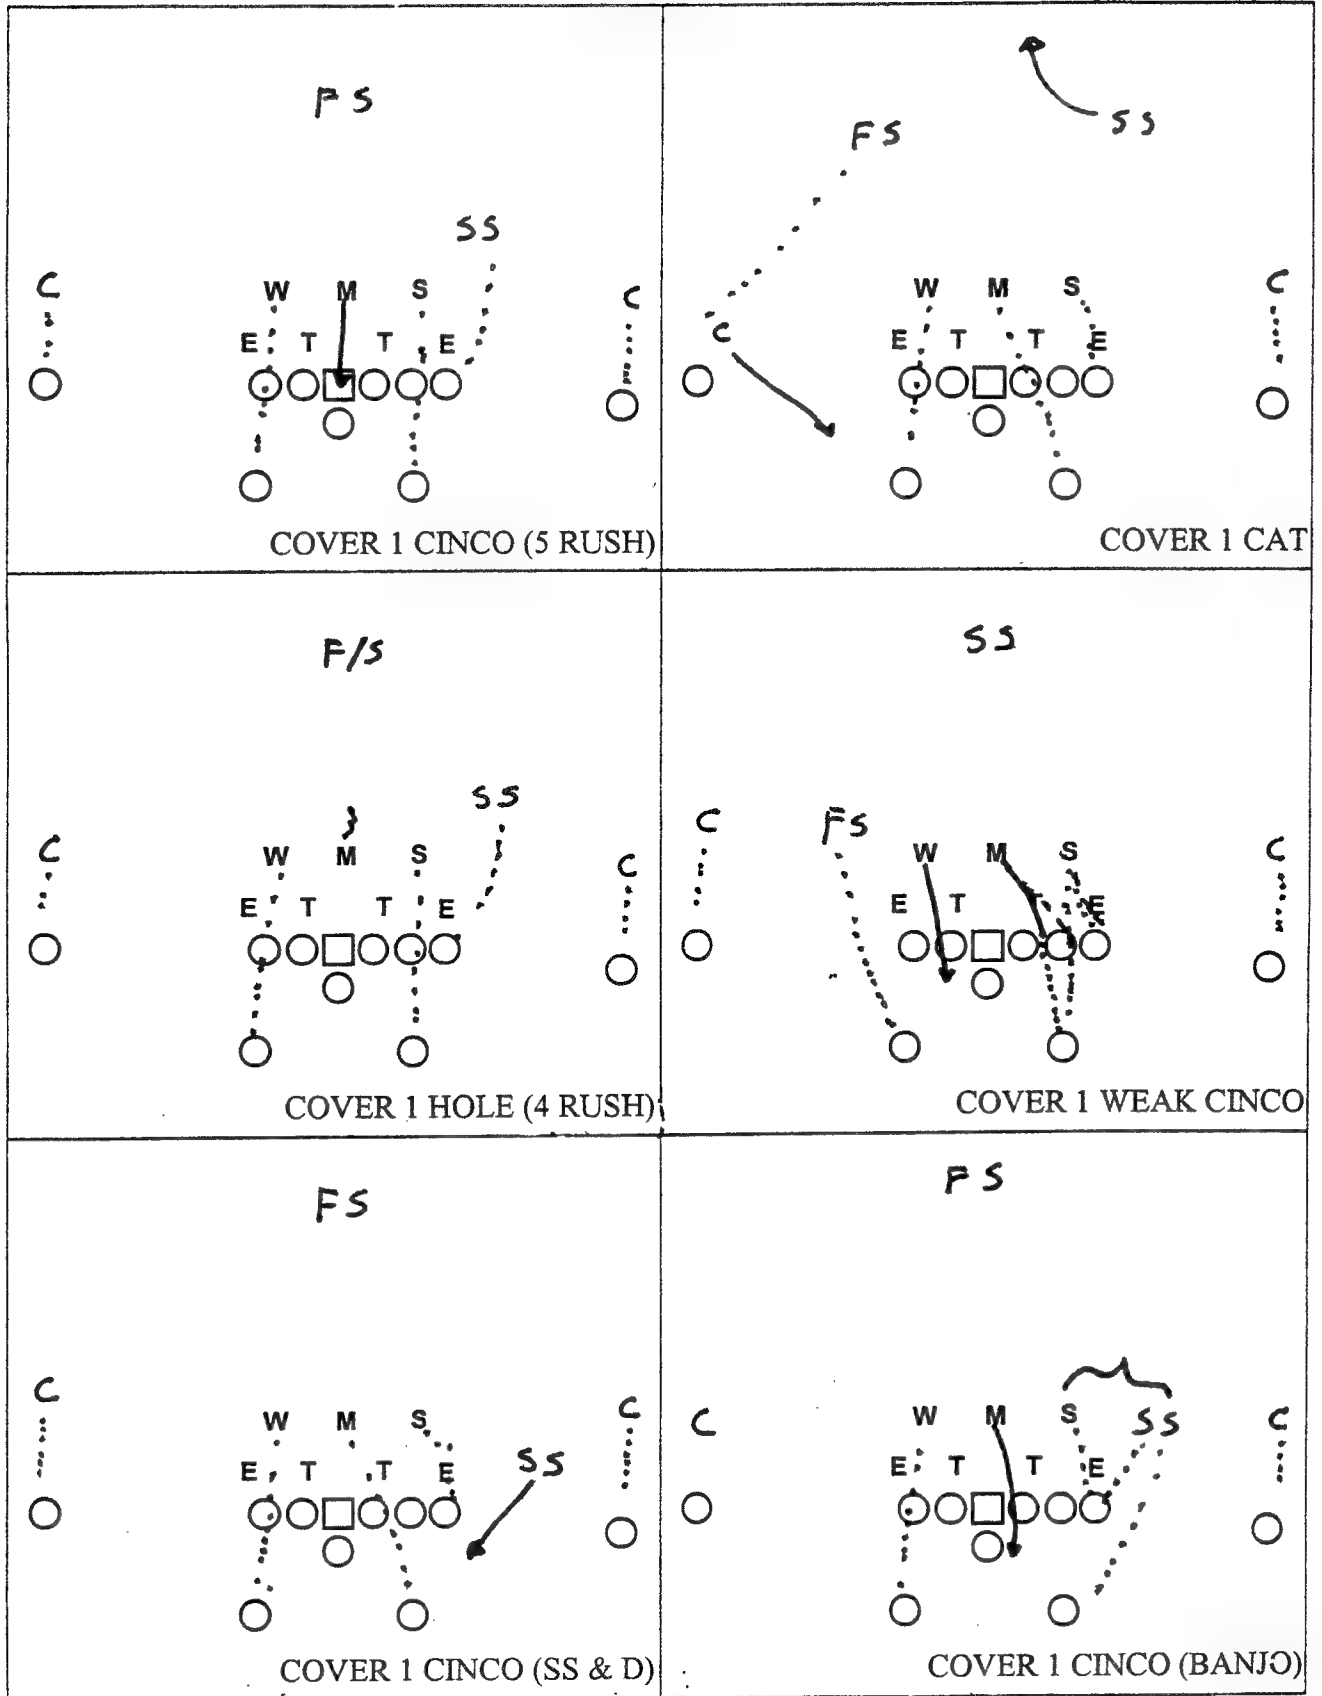 FS
SS
C
W M S
C
E T T E
COVER 1 CINCO (5 RUSH)
SS
FS
W M S
C
C
E T T E
COVER 1 CAT
F/S
SS
C
W M S
C
E T T E
COVER 1 HOLE (4 RUSH)
SS
C
FS
W M S
C
E T T E
COVER 1 WEAK CINCO
FS
C
W M S
C
E T T E
SS
COVER 1 CINCO (SS & D)
FS
C
W M S
SS
C
E T T E
COVER 1 CINCO (BANJO)